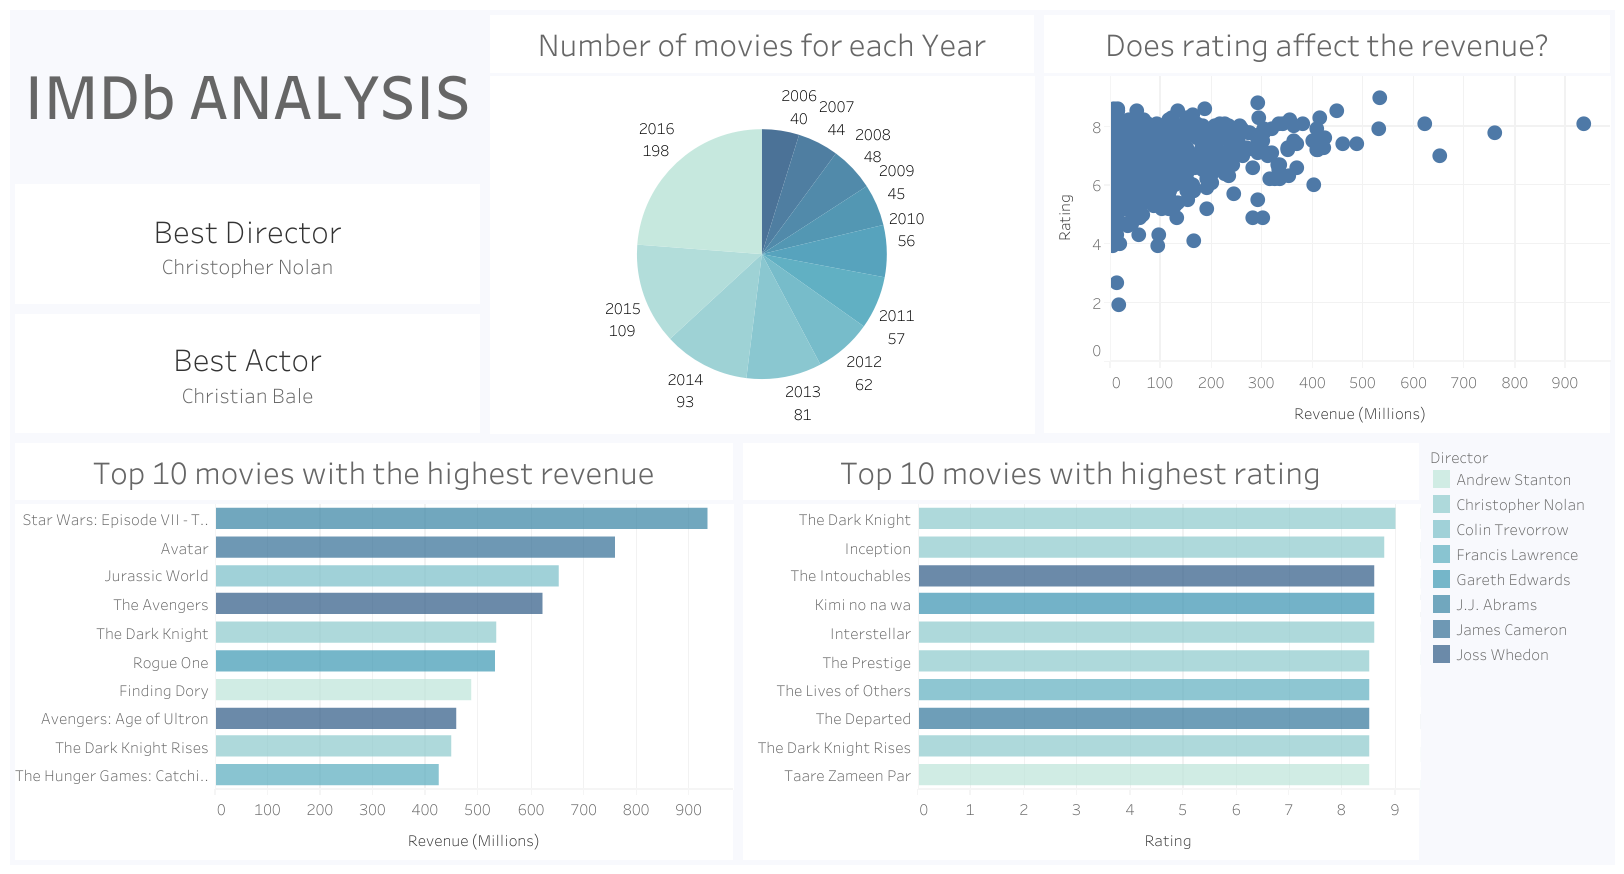 IMDb ANALYSIS
Best Director
Christopher Nolan
Best Actor
Christian Bale
Number of movies for each Year
2006
40
2007
44
2008
48
2009
45
2010
56
2011
57
2012
62
2013
81
2014
93
2015
109
2016
198
Does rating affect the revenue?
Rating
8
6
4
2
0
0 100 200 300 400 500 600 700 800 900
Revenue (Millions)
Top 10 movies with the highest revenue
Star Wars: Episode VII - T..
Avatar
Jurassic World
The Avengers
The Dark Knight
Rogue One
Finding Dory
Avengers: Age of Ultron
The Dark Knight Rises
The Hunger Games: Catchi..
0 100 200 300 400 500 600 700 800 900
Revenue (Millions)
Top 10 movies with highest rating
The Dark Knight
Inception
The Intouchables
Kimi no na wa
Interstellar
The Prestige
The Lives of Others
The Departed
The Dark Knight Rises
Taare Zameen Par
0 1 2 3 4 5 6 7 8 9
Rating
Director
Andrew Stanton
Christopher Nolan
Colin Trevorrow
Francis Lawrence
Gareth Edwards
J.J. Abrams
James Cameron
Joss Whedon